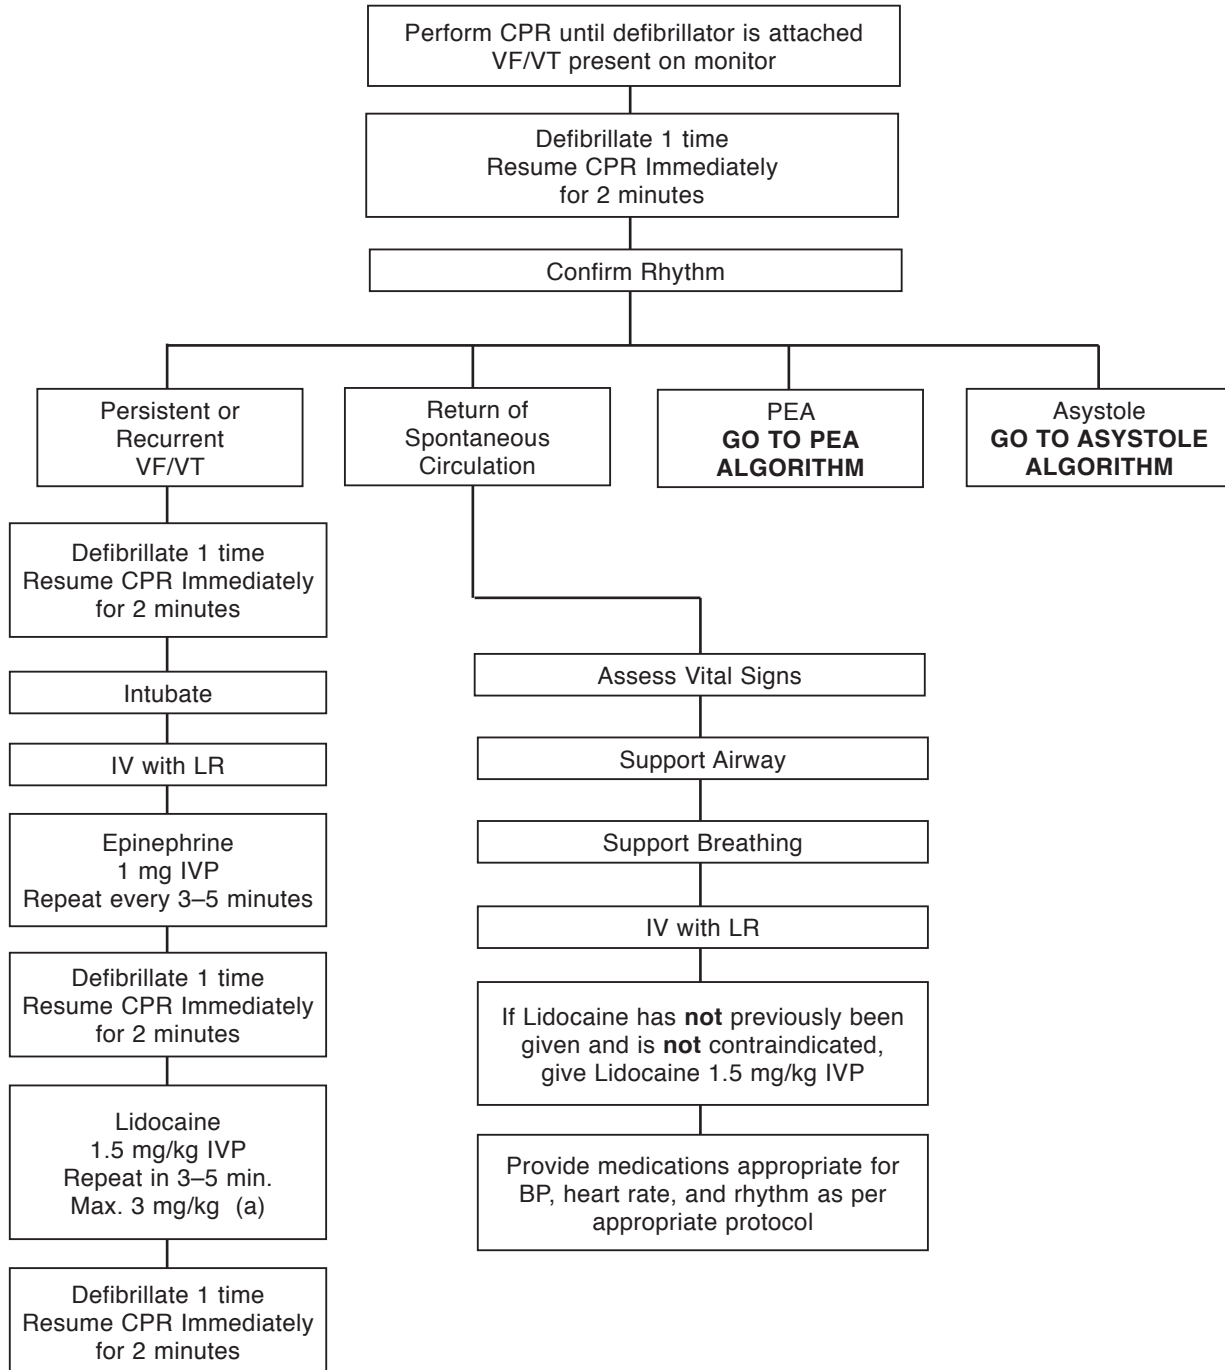 Perform CPR until defibrillator is attached
VF/VT present on monitor
Defibrillate 1 time
Resume CPR Immediately
for 2 minutes
Confirm Rhythm
Persistent or
Recurrent
VF/VT
Return of
Spontaneous
Circulation
PEA
GO TO PEA
ALGORITHM
Asystole
GO TO ASYSTOLE
ALGORITHM
Defibrillate 1 time
Resume CPR Immediately
for 2 minutes
Intubate
IV with LR
Epinephrine
1 mg IVP
Repeat every 3–5 minutes
Defibrillate 1 time
Resume CPR Immediately
for 2 minutes
Lidocaine
1.5 mg/kg IVP
Repeat in 3–5 min.
Max. 3 mg/kg (a)
Defibrillate 1 time
Resume CPR Immediately
for 2 minutes
Assess Vital Signs
Support Airway
Support Breathing
IV with LR
If Lidocaine has not previously been
given and is not contraindicated,
give Lidocaine 1.5 mg/kg IVP
Provide medications appropriate for
BP, heart rate, and rhythm as per
appropriate protocol